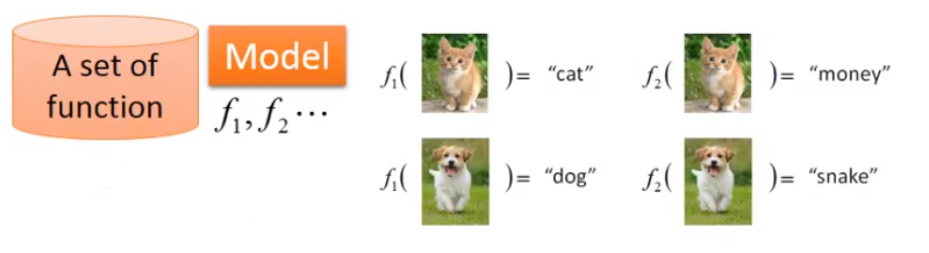 A set of
function
Model
f₁, f₂ ⋯
f₁( )= “cat”
f₂( )= “money”
f₁( )= “dog”
f₂( )= “snake”